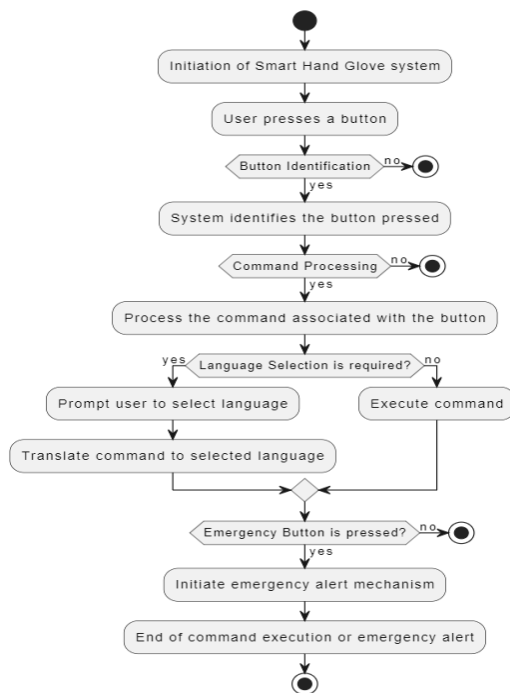 Initiation of Smart Hand Glove system
User presses a button
Button Identification
no
yes
System identifies the button pressed
Command Processing
no
yes
Process the command associated with the button
yes
Language Selection is required?
no
Prompt user to select language
Execute command
Translate command to selected language
Emergency Button is pressed?
no
yes
Initiate emergency alert mechanism
End of command execution or emergency alert